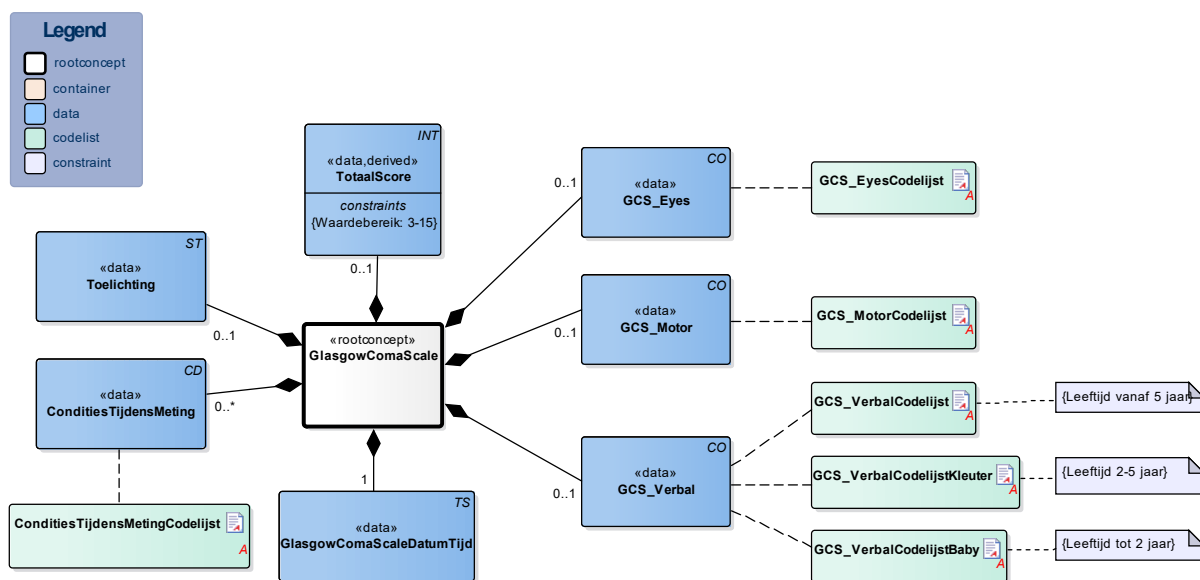 Legend
rootconcept
container
data
codelist
constraint
INT
«data,derived»
TotaalScore
constraints
{Waardebereik: 3-15}
0..1
ST
«data»
Toelichting
0..1
CD
«data»
ConditiesTijdensMeting
0..*
ConditiesTijdensMetingCodelijst
A
«rootconcept»
GlasgowComaScale
1
TS
«data»
GlasgowComaScaleDatumTijd
CO
«data»
GCS_Eyes
0..1
GCS_EyesCodelijst
A
CO
«data»
GCS_Motor
0..1
GCS_MotorCodelijst
A
CO
«data»
GCS_Verbal
0..1
GCS_VerbalCodelijst
A
{Leeftijd vanaf 5 jaar}
GCS_VerbalCodelijstKleuter
A
{Leeftijd 2-5 jaar}
GCS_VerbalCodelijstBaby
A
{Leeftijd tot 2 jaar}